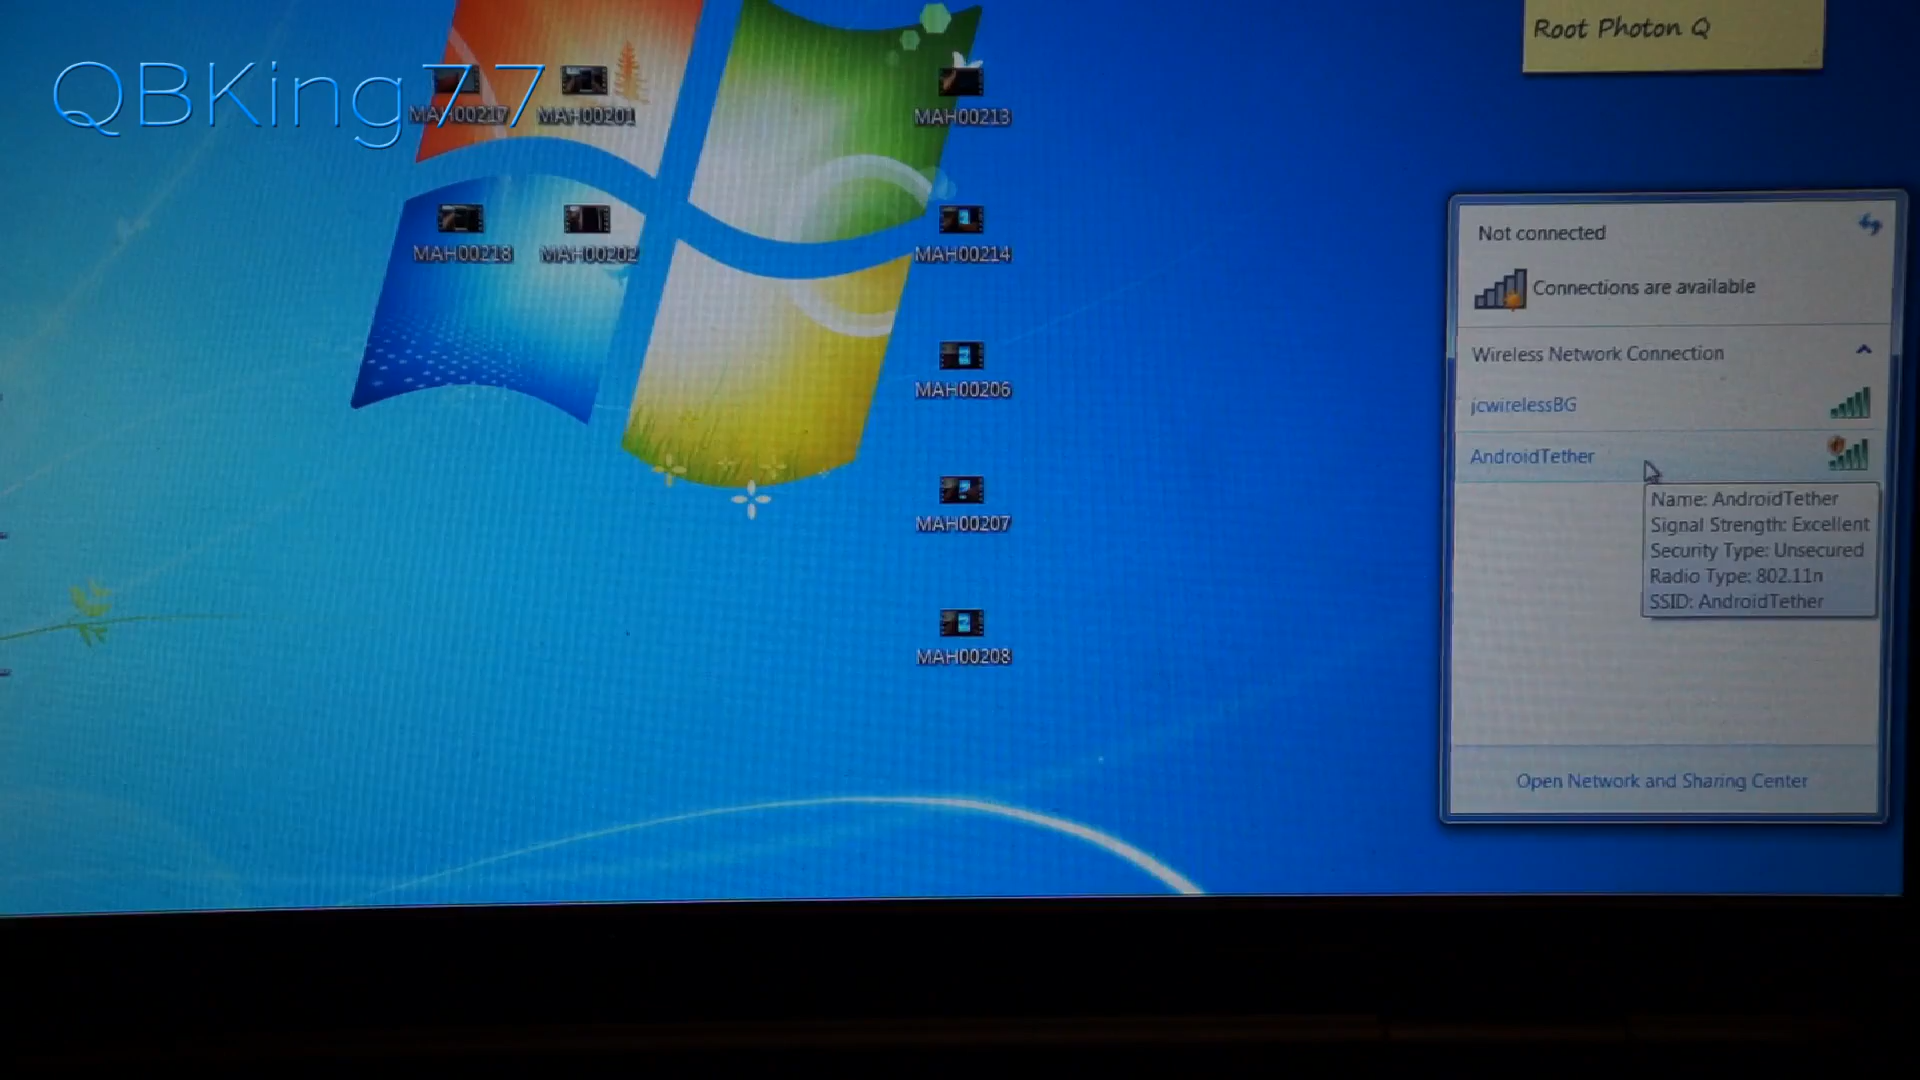 Root Photon Q
QBKing77
MAH00217
MAH00201
MAH00213
MAH00218
MAH00202
MAH00214
MAH00206
MAH00207
MAH00208
Not connected
Connections are available
Wireless Network Connection
jcwirelessBG
AndroidTether
Name: AndroidTether
Signal Strength: Excellent
Security Type: Unsecured
Radio Type: 802.11n
SSID: AndroidTether
Open Network and Sharing Center